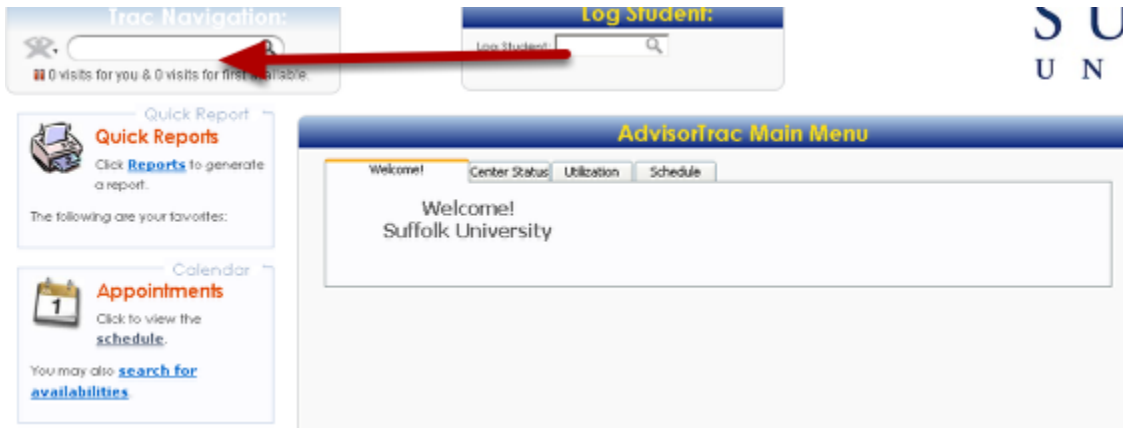 Trac Navigation:
0 visits for you & 0 visits for first available.
Log Student:
Log Student:
S U
U N
Quick Report
Quick Reports
Click Reports to generate
a report.
The following are your favorites:
Calendar
Appointments
1
Click to view the
schedule.
You may also search for
availabilities.
AdvisorTrac Main Menu
Welcome!
Center Status
Utilization
Schedule
Welcome!
Suffolk University